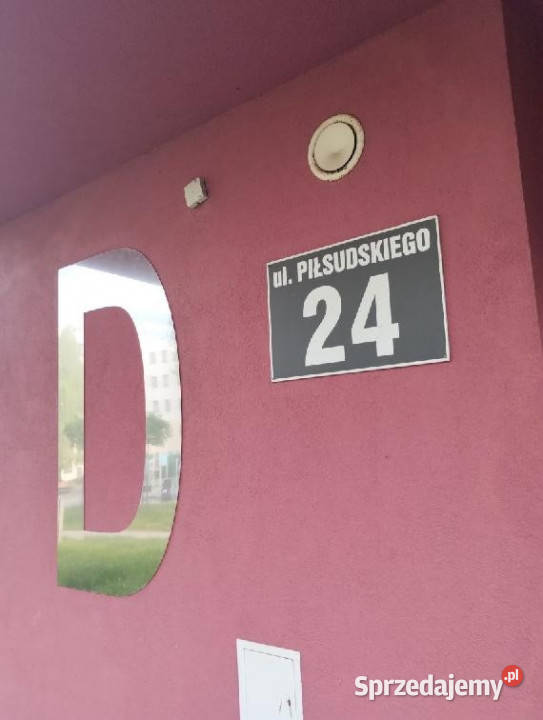 ul. PIŁSUDSKIEGO
24
D
Sprzedajemy.pl